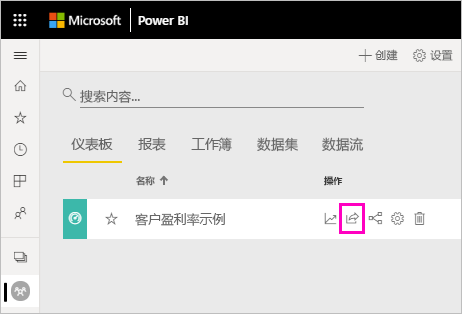 Microsoft Power BI
创建 设置
搜索内容...
仪表板 报表 工作簿 数据集 数据流
名称 操作
客户盈利率示例